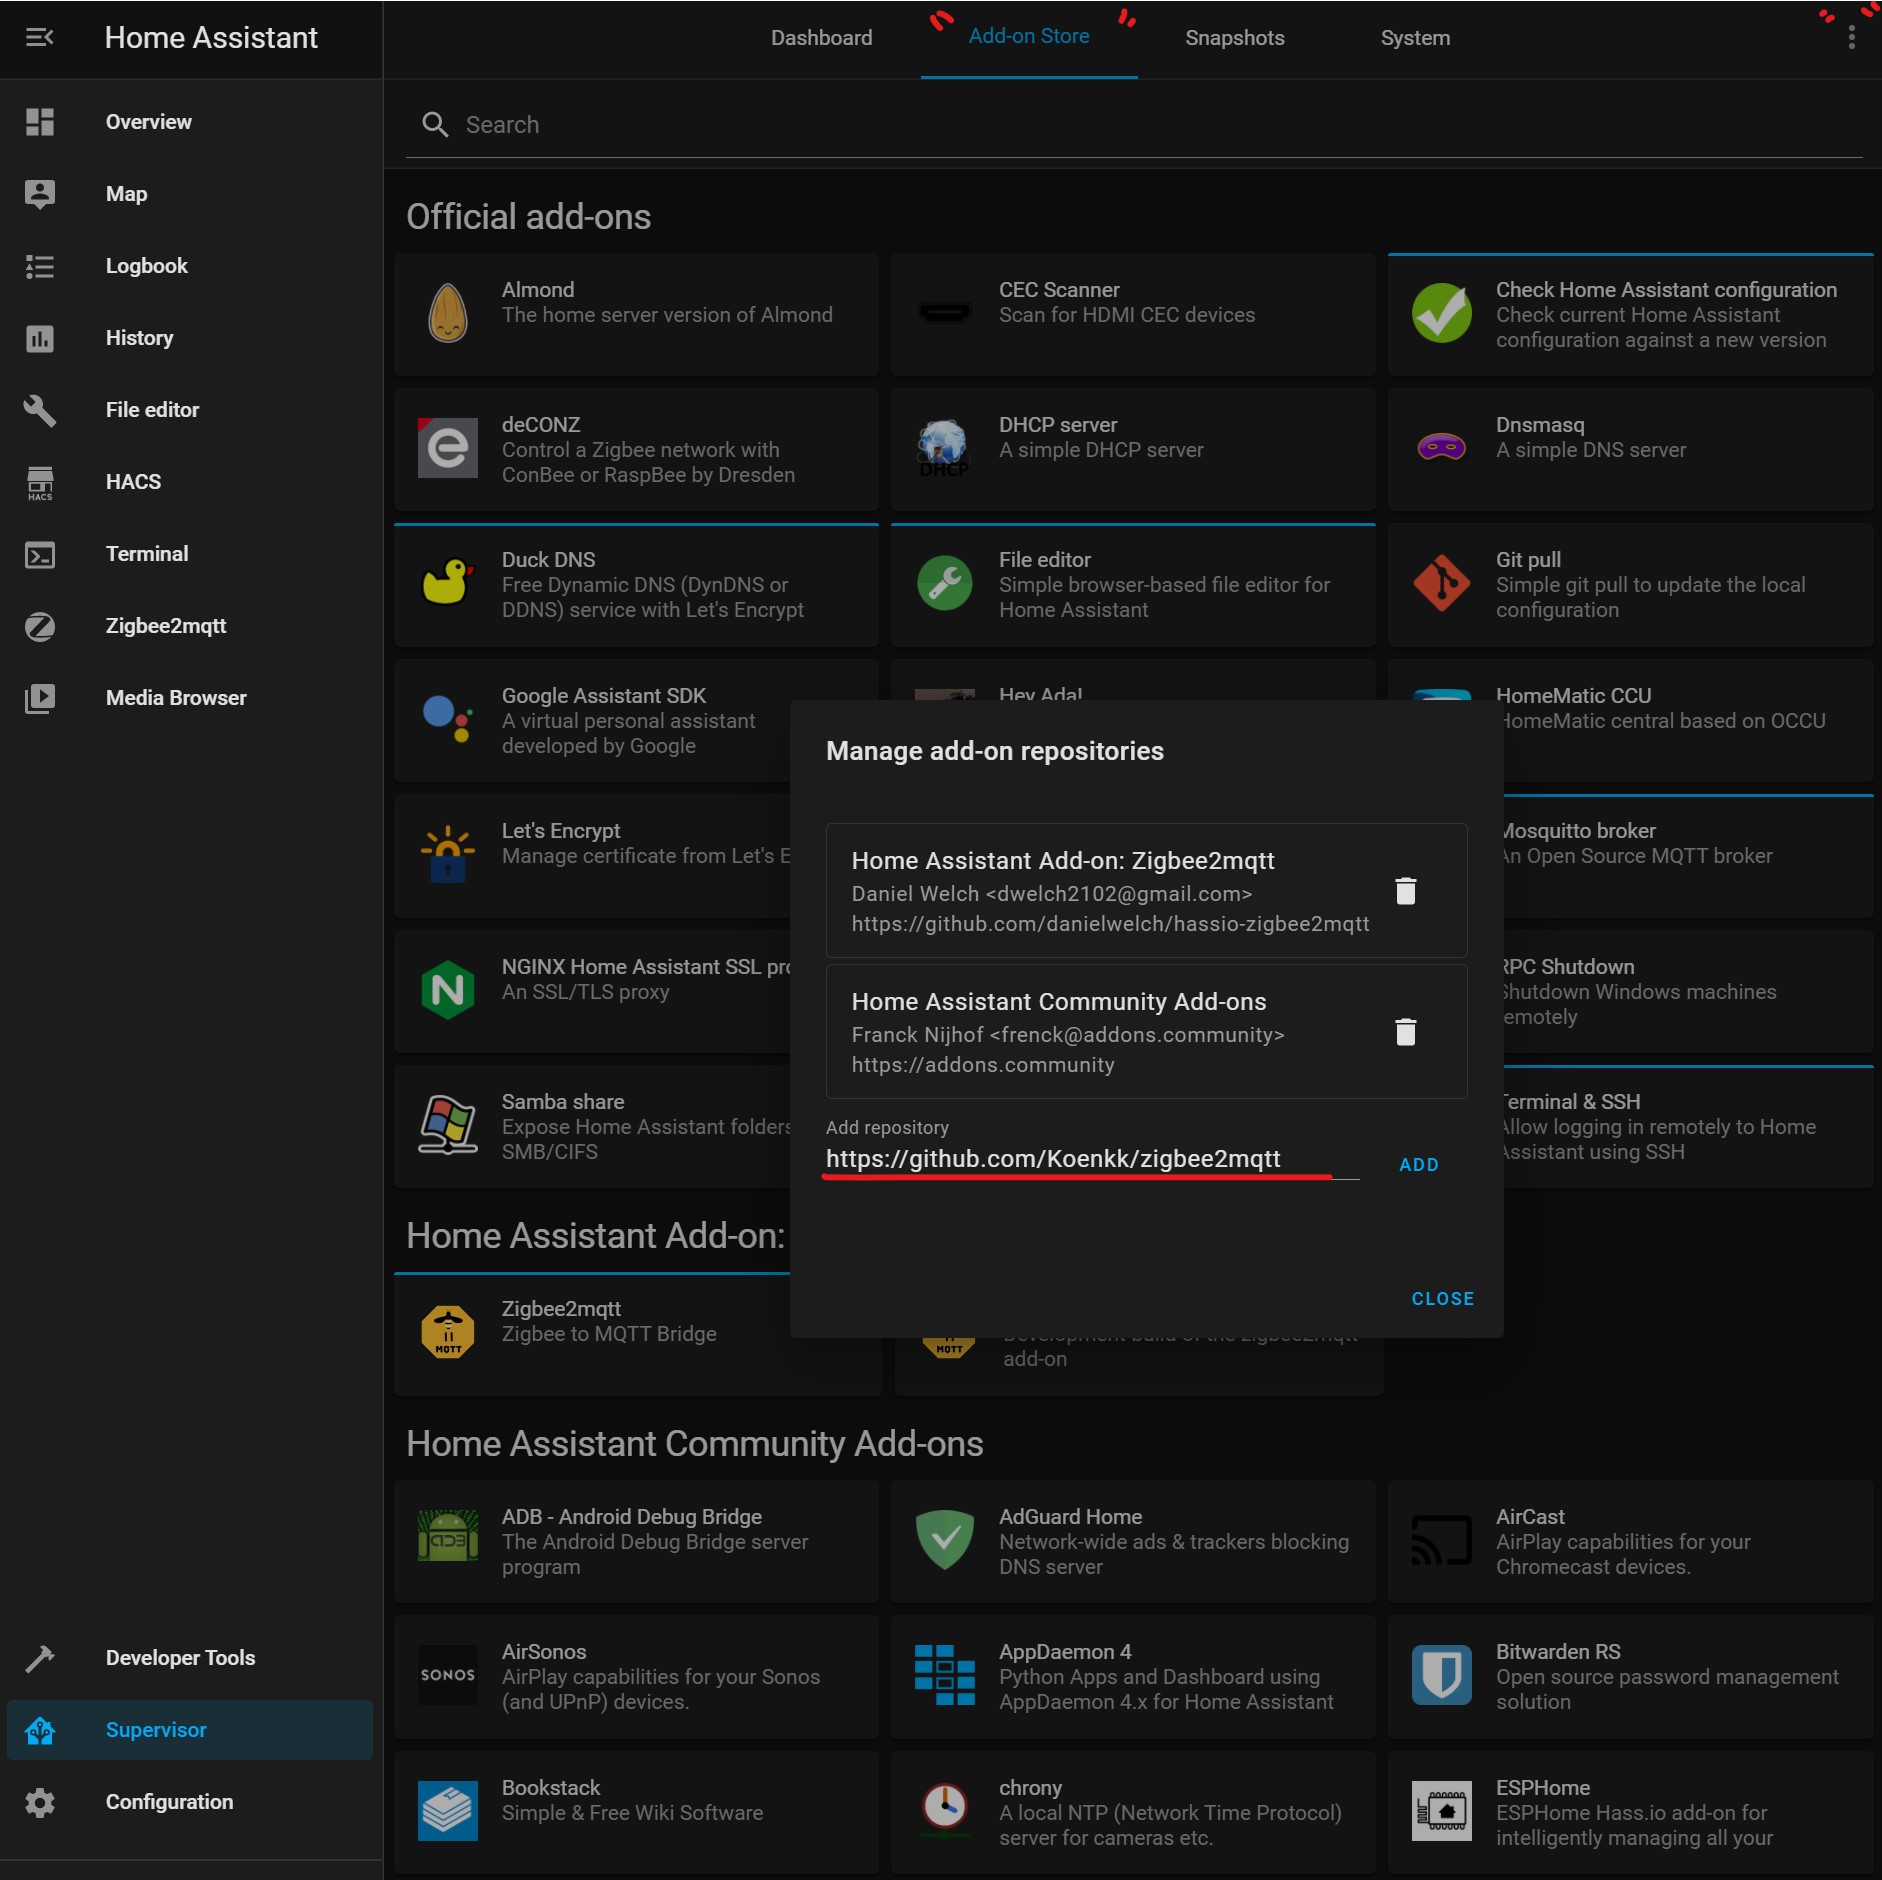 Home Assistant
Dashboard
Add-on Store
Snapshots
System
Search
Overview
Map
Logbook
History
File editor
HACS
HACS
Terminal
Zigbee2mqtt
Media Browser
Developer Tools
Supervisor
Configuration
Official add-ons
Almond
The home server version of Almond
CEC Scanner
Scan for HDMI CEC devices
Check Home Assistant configuration
Check current Home Assistant
configuration against a new version
deCONZ
Control a Zigbee network with
ConBee or RaspBee by Dresden
DHCP
DHCP server
A simple DHCP server
Dnsmasq
A simple DNS server
Duck DNS
Free Dynamic DNS (DynDNS or
DDNS) service with Let's Encrypt
File editor
Simple browser-based file editor for
Home Assistant
Git pull
Simple git pull to update the local
configuration
Google Assistant SDK
A virtual personal assistant
developed by Google
Hey Ada!
HomeMatic CCU
HomeMatic central based on OCCU
Let's Encrypt
Manage certificate from Let's E
Mosquitto broker
An Open Source MQTT broker
NGINX Home Assistant SSL pro
An SSL/TLS proxy
RPC Shutdown
Shutdown Windows machines
remotely
Samba share
Expose Home Assistant folders
SMB/CIFS
Terminal & SSH
Allow logging in remotely to Home
Assistant using SSH
Manage add-on repositories
Home Assistant Add-on: Zigbee2mqtt
Daniel Welch <dwelch2102@gmail.com>
https://github.com/danielwelch/hassio-zigbee2mqtt
Home Assistant Community Add-ons
Franck Nijhof <frenck@addons.community>
https://addons.community
Add repository
https://github.com/Koenkk/zigbee2mqtt
ADD
CLOSE
Home Assistant Add-on:
MQTT
Zigbee2mqtt
Zigbee to MQTT Bridge
MQTT
Development build of the zigbee2mqtt
add-on
Home Assistant Community Add-ons
ADB - Android Debug Bridge
The Android Debug Bridge server
program
AdGuard Home
Network-wide ads & trackers blocking
DNS server
AirCast
AirPlay capabilities for your
Chromecast devices.
SONOS
AirSonos
AirPlay capabilities for your Sonos
(and UPnP) devices.
AppDaemon 4
Python Apps and Dashboard using
AppDaemon 4.x for Home Assistant
Bitwarden RS
Open source password management
solution
Bookstack
Simple & Free Wiki Software
chrony
A local NTP (Network Time Protocol)
server for cameras etc.
ESPHome
ESPHome Hass.io add-on for
intelligently managing all your